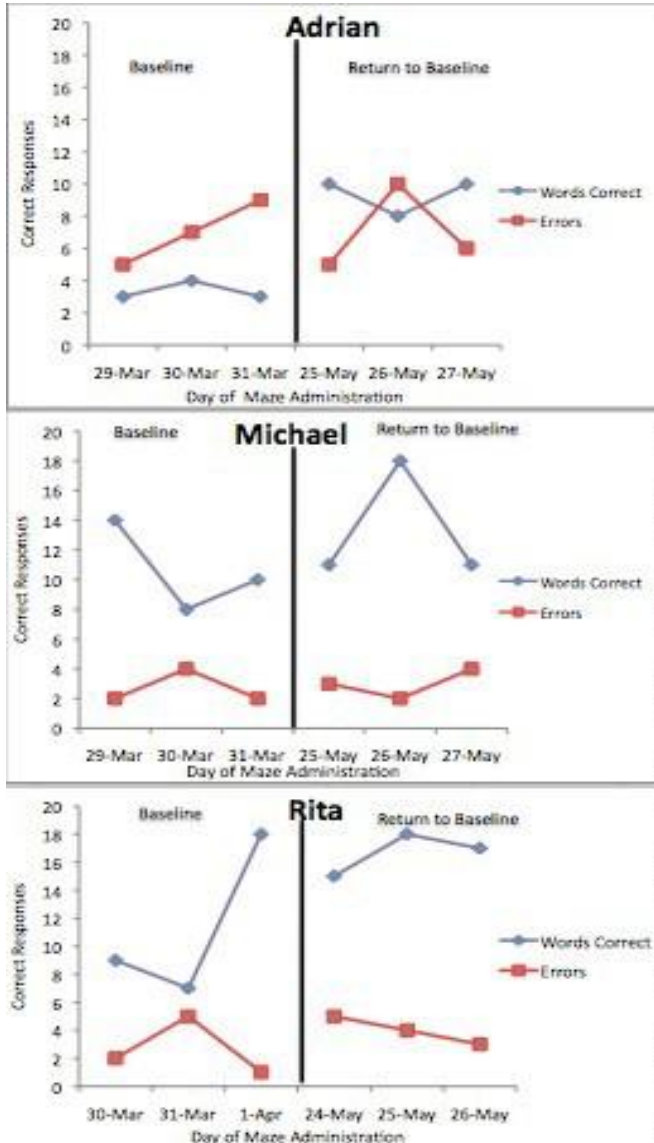 Adrian
Baseline
Return to Baseline
20
18
16
14
12
10
8
6
4
2
0
Correct Responses
Words Correct
Errors
29-Mar 30-Mar 31-Mar 25-May 26-May 27-May
Day of Maze Administration
Michael
Baseline
Return to Baseline
20
18
16
14
12
10
8
6
4
2
0
Correct Responses
Words Correct
Errors
29-Mar 30-Mar 31-Mar 25-May 26-May 27-May
Day of Maze Administration
Rita
Baseline
Return to Baseline
20
18
16
14
12
10
8
6
4
2
0
Correct Responses
Words Correct
Errors
30-Mar 31-Mar 1-Apr 24-May 25-May 26-May
Day of Maze Administration